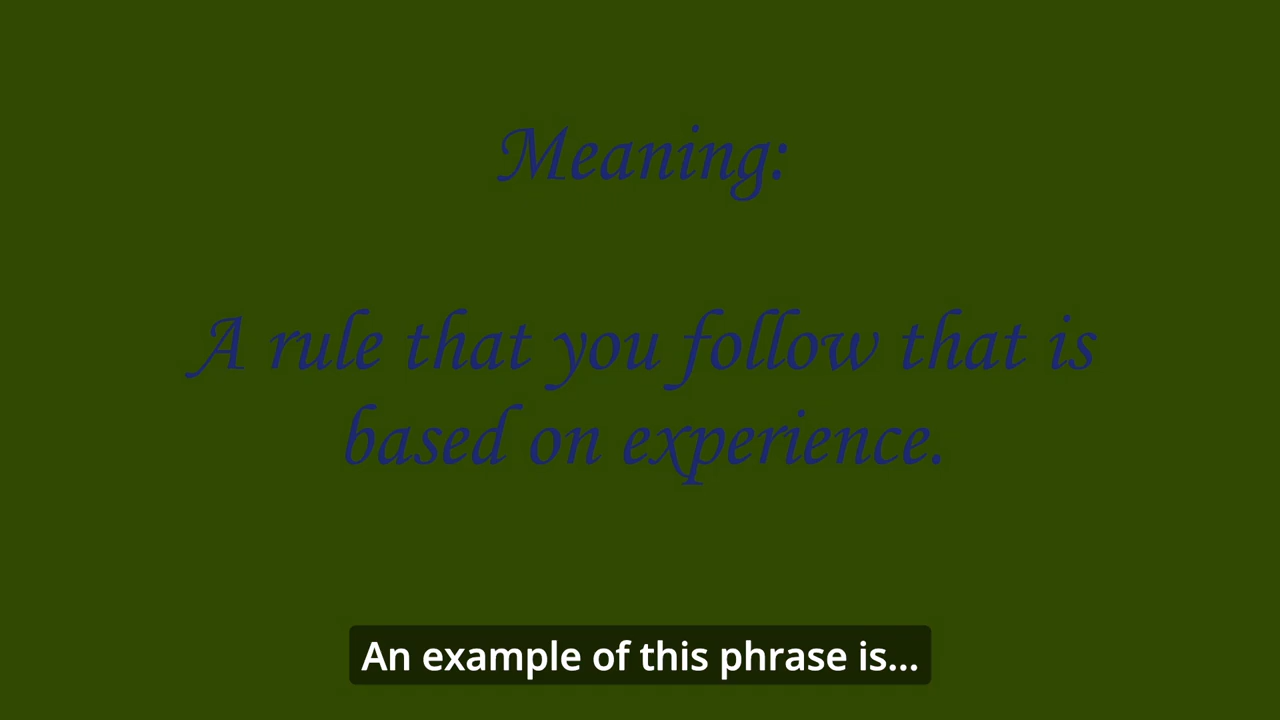 Meaning:
A rule that you follow that is
based on experience.
An example of this phrase is...